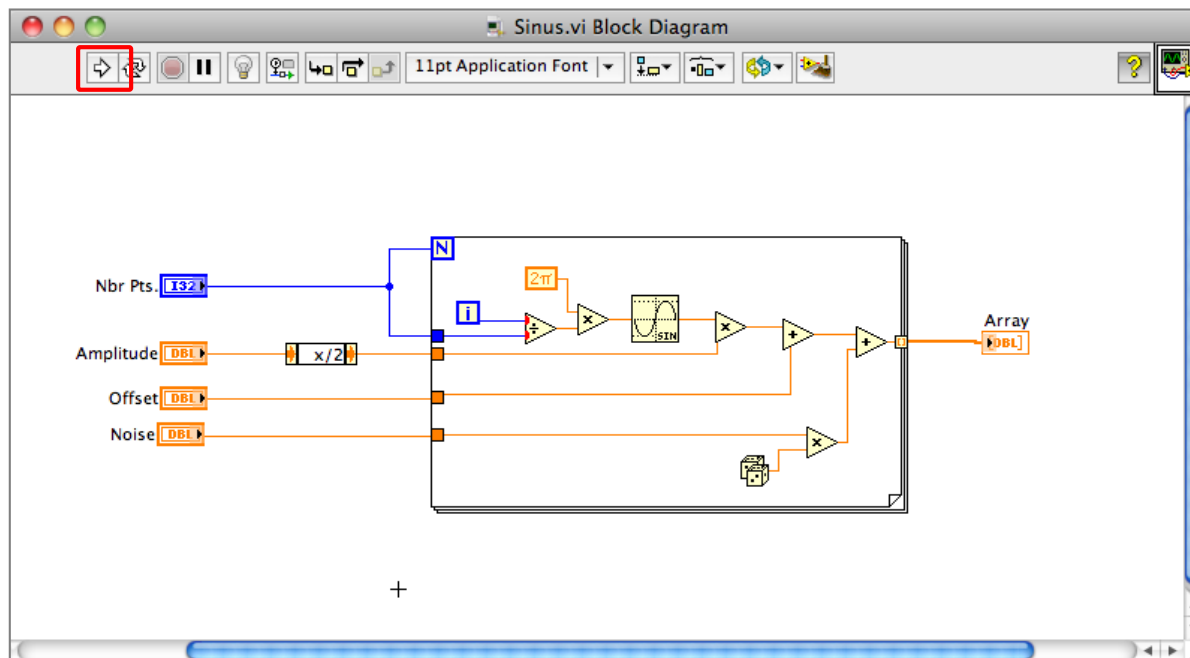 Sinus.vi Block Diagram
11pt Application Font
?
N
2π
Nbr Pts.
I32
i
÷
x
SIN
x
+
+
Array
DBL]
Amplitude
DBL
x/2
Offset
DBL
Noise
DBL
x